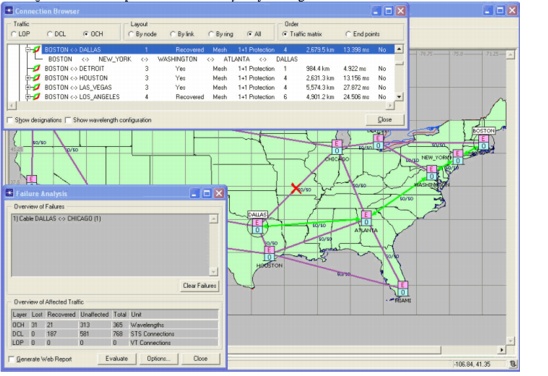 Connection Browser
Traffic
LOP DCL OCH
Layout
By node By link By ring All
Order
Traffic matrix End points
BOSTON <> DALLAS 1 Recovered Mesh 1+1 Protection 4 2,679.5 km 13.398 ms No
BOSTON <> NEW_YORK <> WASHINGTON <> ATLANTA <> DALLAS
BOSTON <> DETROIT 3 Yes Mesh 1+1 Protection 1 984.4 km 4.922 ms No
BOSTON <> HOUSTON 3 Yes Mesh 1+1 Protection 4 2,631.3 km 13.156 ms No
BOSTON <> LAS_VEGAS 3 Yes Mesh 1+1 Protection 4 5,574.3 km 27.872 ms No
BOSTON <> LOS_ANGELES 4 Recovered Mesh 1+1 Protection 6 4,901.2 km 24.506 ms No
Show designations Show wavelength configuration
Close
BOSTON
CHICAGO
NEW_YORK
WASHINGTON
DALLAS
ATLANTA
HOUSTON
MIAMI
Failure Analysis
Overview of Failures
1) Cable DALLAS <> CHICAGO (1)
Clear Failures
Overview of Affected Traffic
Layer Lost Recovered Unaffected Total Unit
OCH 31 21 313 365 Wavelengths
DCL 0 187 581 768 STS Connections
LOP 0 0 0 0 VT Connections
Generate Web Report Evaluate Options... Close
-106.84, 41.35